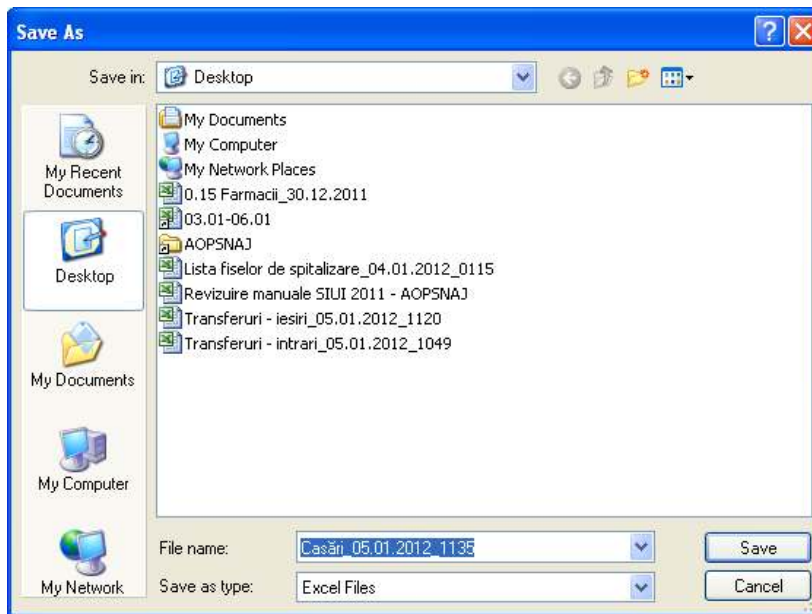 Save As
Save in:
Desktop
My Recent
Documents
Desktop
My Documents
My Computer
My Network
My Documents
My Computer
My Network Places
0.15 Farmacii_30.12.2011
03.01-06.01
AOPSNAJ
Lista fiselor de spitalizare_04.01.2012_0115
Revizuire manuale SIUI 2011 - AOPSNAJ
Transferuri - iesiri_05.01.2012_1120
Transferuri - intrari_05.01.2012_1049
File name:
Casări_05.01.2012_1135
Save
Save as type:
Excel Files
Cancel